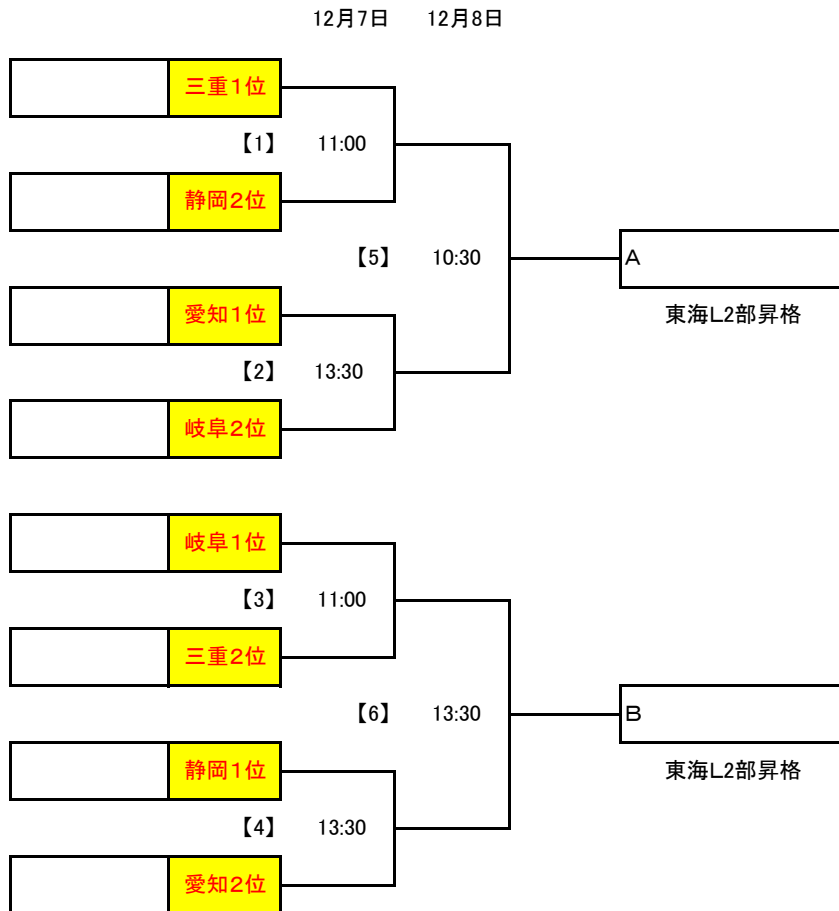 12月7日 12月8日
三重1位
【1】 11:00
静岡2位
【5】 10:30 A
愛知1位 東海L2部昇格
【2】 13:30
岐阜2位
岐阜1位
【3】 11:00
三重2位
【6】 13:30 B
静岡1位 東海L2部昇格
【4】 13:30
愛知2位